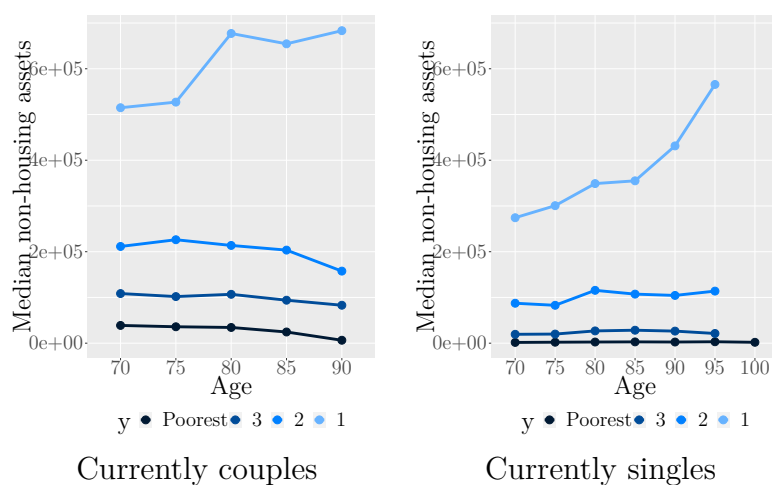 Median non-housing assets
6e+05
4e+05
2e+05
0e+00
70 75 80 85 90
Age
y Poorest 3 2 1
Currently couples
Median non-housing assets
6e+05
4e+05
2e+05
0e+00
70 75 80 85 90 95 100
Age
y Poorest 3 2 1
Currently singles